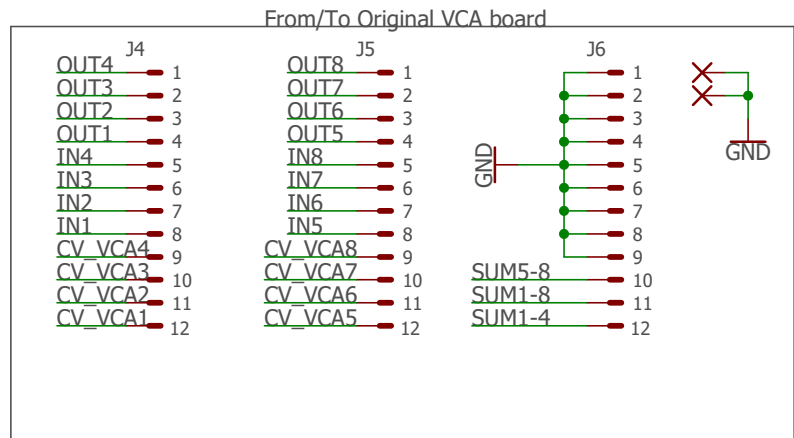 From/To Original VCA board
J4
OUT4 1
OUT3 2
OUT2 3
OUT1 4
IN4 5
IN3 6
IN2 7
IN1 8
CV_VCA4 9
CV_VCA3 10
CV_VCA2 11
CV_VCA1 12
J5
OUT8 1
OUT7 2
OUT6 3
OUT5 4
IN8 5
IN7 6
IN6 7
IN5 8
CV_VCA8 9
CV_VCA7 10
CV_VCA6 11
CV_VCA5 12
J6
1
2
3
4
GND 5
6
7
8
9
SUM5-8 10
SUM1-8 11
SUM1-4 12
GND